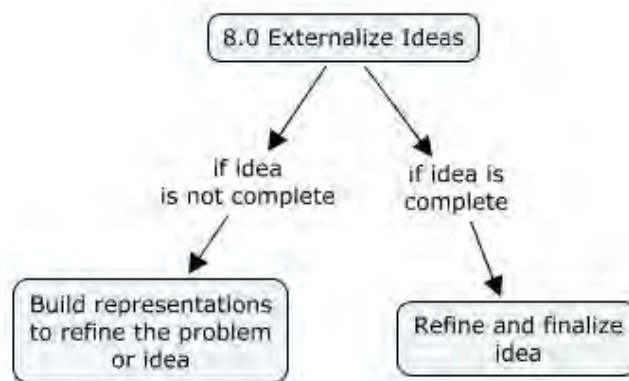 8.0 Externalize Ideas
if idea
is not complete
if idea is
complete
Build representations
to refine the problem
or idea
Refine and finalize
idea